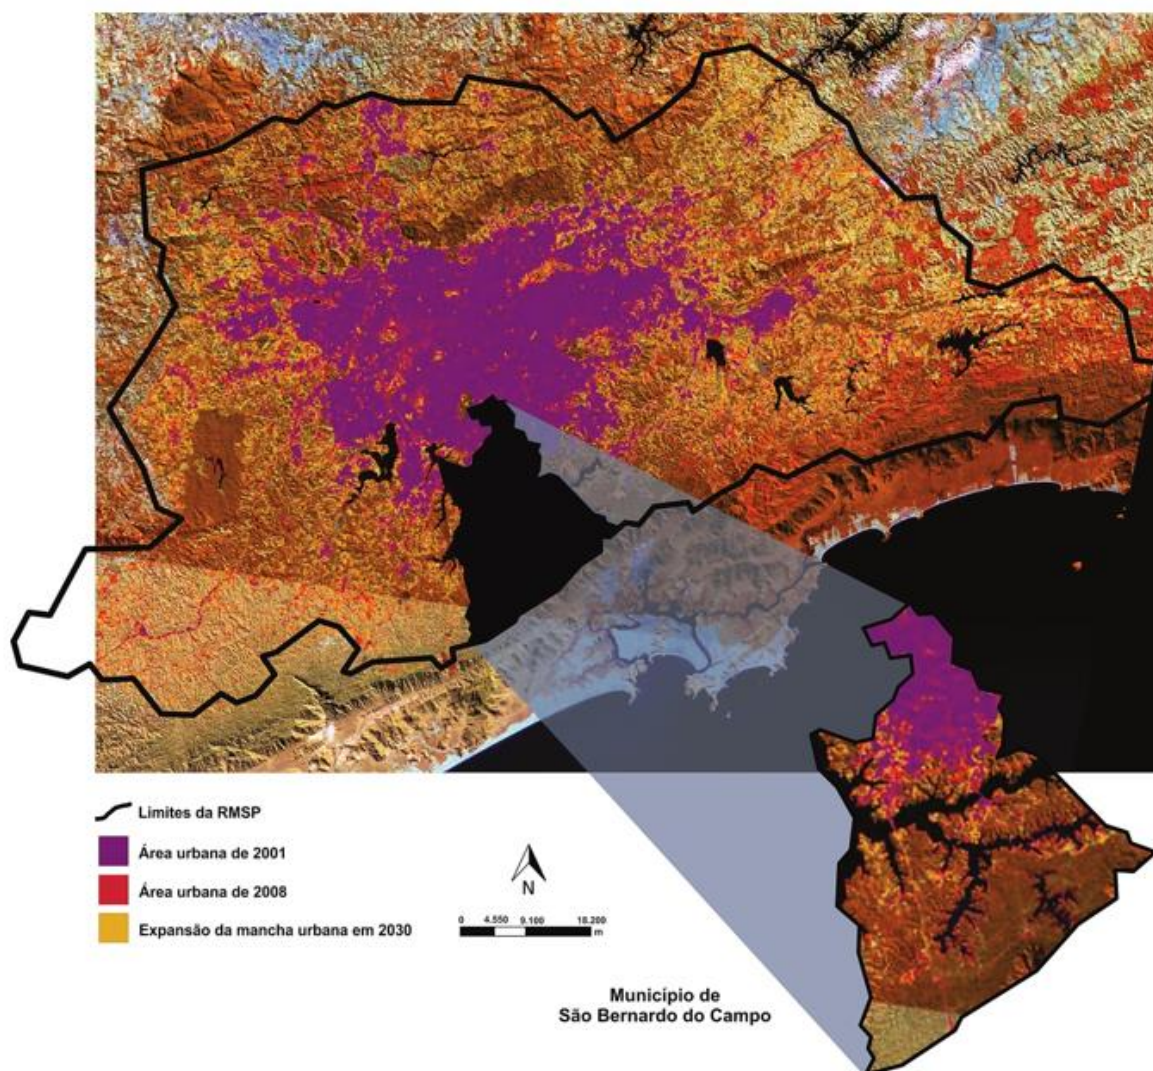 Limites da RMSP
Área urbana de 2001
Área urbana de 2008
Expansão da mancha urbana em 2030
N
0 4.550 9.100 18.200
m
Município de
São Bernardo do Campo